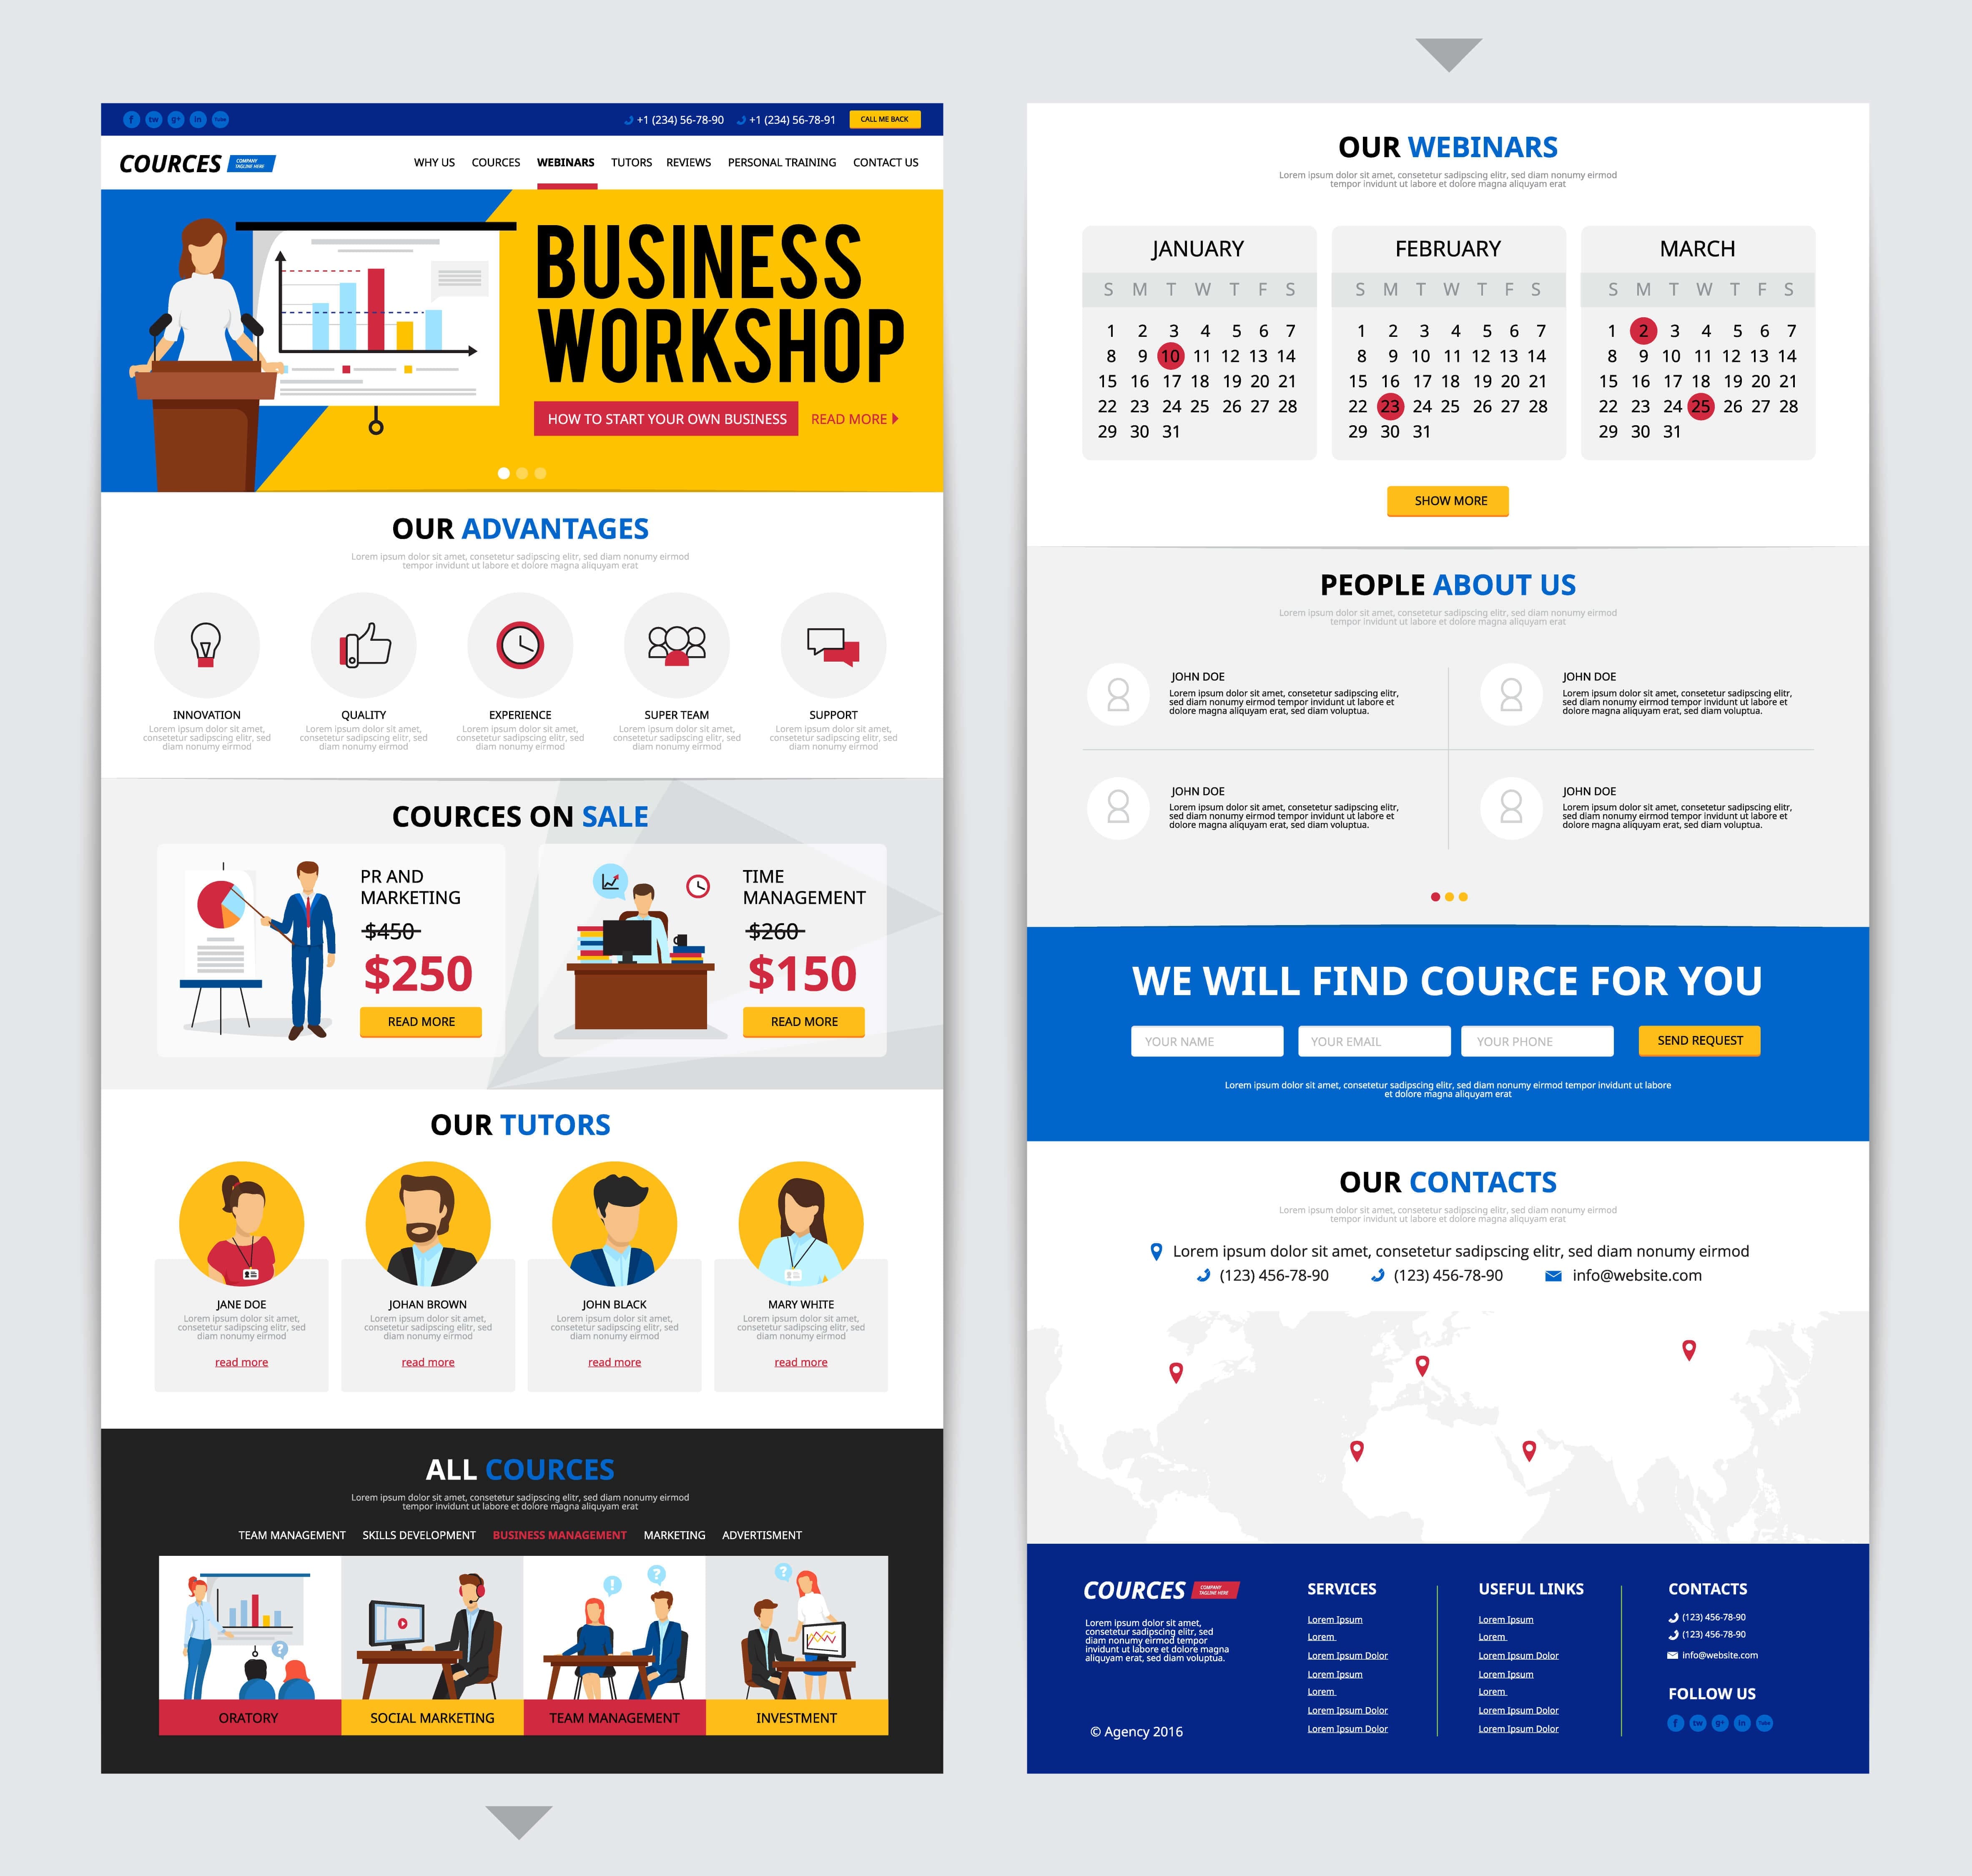 f tw g+ in Tube
+1 (234) 56-78-90 +1 (234) 56-78-91 CALL ME BACK
COURCES COMPANY
TAGLINE HERE
WHY US COURCES WEBINARS TUTORS REVIEWS PERSONAL TRAINING CONTACT US
BUSINESS
WORKSHOP
HOW TO START YOUR OWN BUSINESS READ MORE
OUR ADVANTAGES
Lorem ipsum dolor sit amet, consetetur sadipscing elitr, sed diam nonumy eirmod
tempor invidunt ut labore et dolore magna aliquyam erat
INNOVATION
Lorem ipsum dolor sit amet,
consetetur sadipscing elitr, sed
diam nonumy eirmod
QUALITY
Lorem ipsum dolor sit amet,
consetetur sadipscing elitr, sed
diam nonumy eirmod
EXPERIENCE
Lorem ipsum dolor sit amet,
consetetur sadipscing elitr, sed
diam nonumy eirmod
SUPER TEAM
Lorem ipsum dolor sit amet,
consetetur sadipscing elitr, sed
diam nonumy eirmod
SUPPORT
Lorem ipsum dolor sit amet,
consetetur sadipscing elitr, sed
diam nonumy eirmod
COURCES ON SALE
PR AND
MARKETING
$450
$250
READ MORE
TIME
MANAGEMENT
$260
$150
READ MORE
OUR TUTORS
JANE DOE
Lorem ipsum dolor sit amet,
consetetur sadipscing elitr, sed
diam nonumy eirmod
read more
JOHAN BROWN
Lorem ipsum dolor sit amet,
consetetur sadipscing elitr, sed
diam nonumy eirmod
read more
JOHN BLACK
Lorem ipsum dolor sit amet,
consetetur sadipscing elitr, sed
diam nonumy eirmod
read more
MARY WHITE
Lorem ipsum dolor sit amet,
consetetur sadipscing elitr, sed
diam nonumy eirmod
read more
ALL COURCES
Lorem ipsum dolor sit amet, consetetur sadipscing elitr, sed diam nonumy eirmod
tempor invidunt ut labore et dolore magna aliquyam erat
TEAM MANAGEMENT SKILLS DEVELOPMENT BUSINESS MANAGEMENT MARKETING ADVERTISMENT
?
! ?
?
ORATORY SOCIAL MARKETING TEAM MANAGEMENT INVESTMENT
OUR WEBINARS
Lorem ipsum dolor sit amet, consetetur sadipscing elitr, sed diam nonumy eirmod
tempor invidunt ut labore et dolore magna aliquyam erat
JANUARY
S M T W T F S
1 2 3 4 5 6 7
8 9 10 11 12 13 14
15 16 17 18 19 20 21
22 23 24 25 26 27 28
29 30 31
FEBRUARY
S M T W T F S
1 2 3 4 5 6 7
8 9 10 11 12 13 14
15 16 17 18 19 20 21
22 23 24 25 26 27 28
29 30 31
MARCH
S M T W T F S
1 2 3 4 5 6 7
8 9 10 11 12 13 14
15 16 17 18 19 20 21
22 23 24 25 26 27 28
29 30 31
SHOW MORE
PEOPLE ABOUT US
Lorem ipsum dolor sit amet, consetetur sadipscing elitr, sed diam nonumy eirmod
tempor invidunt ut labore et dolore magna aliquyam erat
JOHN DOE
Lorem ipsum dolor sit amet, consetetur sadipscing elitr,
sed diam nonumy eirmod tempor invidunt ut labore et
dolore magna aliquyam erat, sed diam voluptua.
JOHN DOE
Lorem ipsum dolor sit amet, consetetur sadipscing elitr,
sed diam nonumy eirmod tempor invidunt ut labore et
dolore magna aliquyam erat, sed diam voluptua.
JOHN DOE
Lorem ipsum dolor sit amet, consetetur sadipscing elitr,
sed diam nonumy eirmod tempor invidunt ut labore et
dolore magna aliquyam erat, sed diam voluptua.
JOHN DOE
Lorem ipsum dolor sit amet, consetetur sadipscing elitr,
sed diam nonumy eirmod tempor invidunt ut labore et
dolore magna aliquyam erat, sed diam voluptua.
WE WILL FIND COURCE FOR YOU
YOUR NAME YOUR EMAIL YOUR PHONE SEND REQUEST
Lorem ipsum dolor sit amet, consetetur sadipscing elitr, sed diam nonumy eirmod tempor invidunt ut labore
et dolore magna aliquyam erat
OUR CONTACTS
Lorem ipsum dolor sit amet, consetetur sadipscing elitr, sed diam nonumy eirmod
tempor invidunt ut labore et dolore magna aliquyam erat
Lorem ipsum dolor sit amet, consetetur sadipscing elitr, sed diam nonumy eirmod
(123) 456-78-90 (123) 456-78-90 info@website.com
COURCES COMPANY
TAGLINE HERE
Lorem ipsum dolor sit amet,
consetetur sadipscing elitr, sed
diam nonumy eirmod tempor
invidunt ut labore et dolore magna
aliquyam erat, sed diam voluptua.
© Agency 2016
SERVICES
Lorem Ipsum
Lorem
Lorem Ipsum Dolor
Lorem Ipsum
Lorem
Lorem Ipsum Dolor
Lorem Ipsum Dolor
USEFUL LINKS
Lorem Ipsum
Lorem
Lorem Ipsum Dolor
Lorem Ipsum
Lorem
Lorem Ipsum Dolor
Lorem Ipsum Dolor
CONTACTS
(123) 456-78-90
(123) 456-78-90
info@website.com
FOLLOW US
f tw g+ in Tube